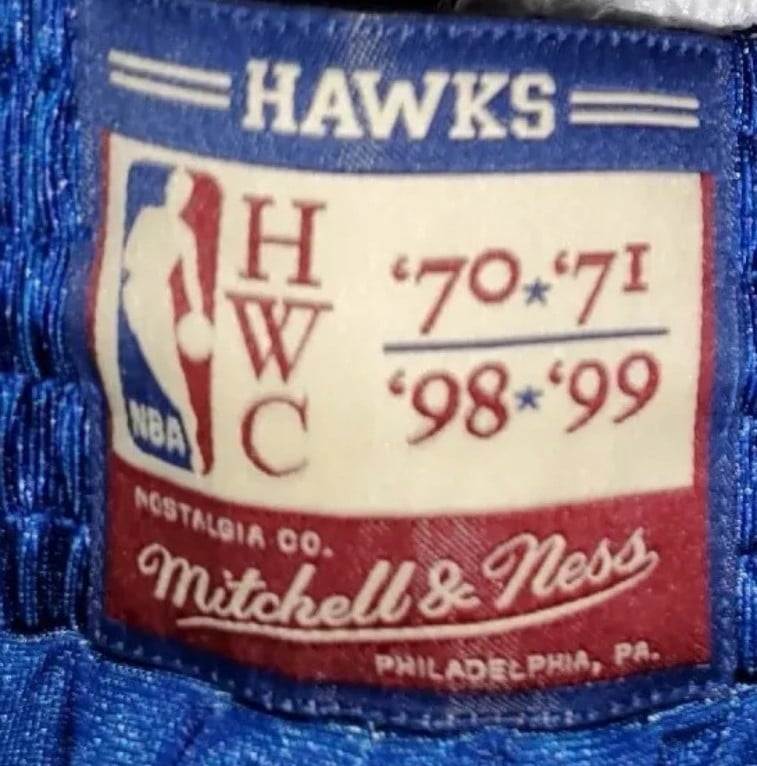 HAWKS
NBA
H
W
C
‘70★‘71
‘98★‘99
NOSTALGIA CO.
Mitchell & Ness
PHILADELPHIA, PA.